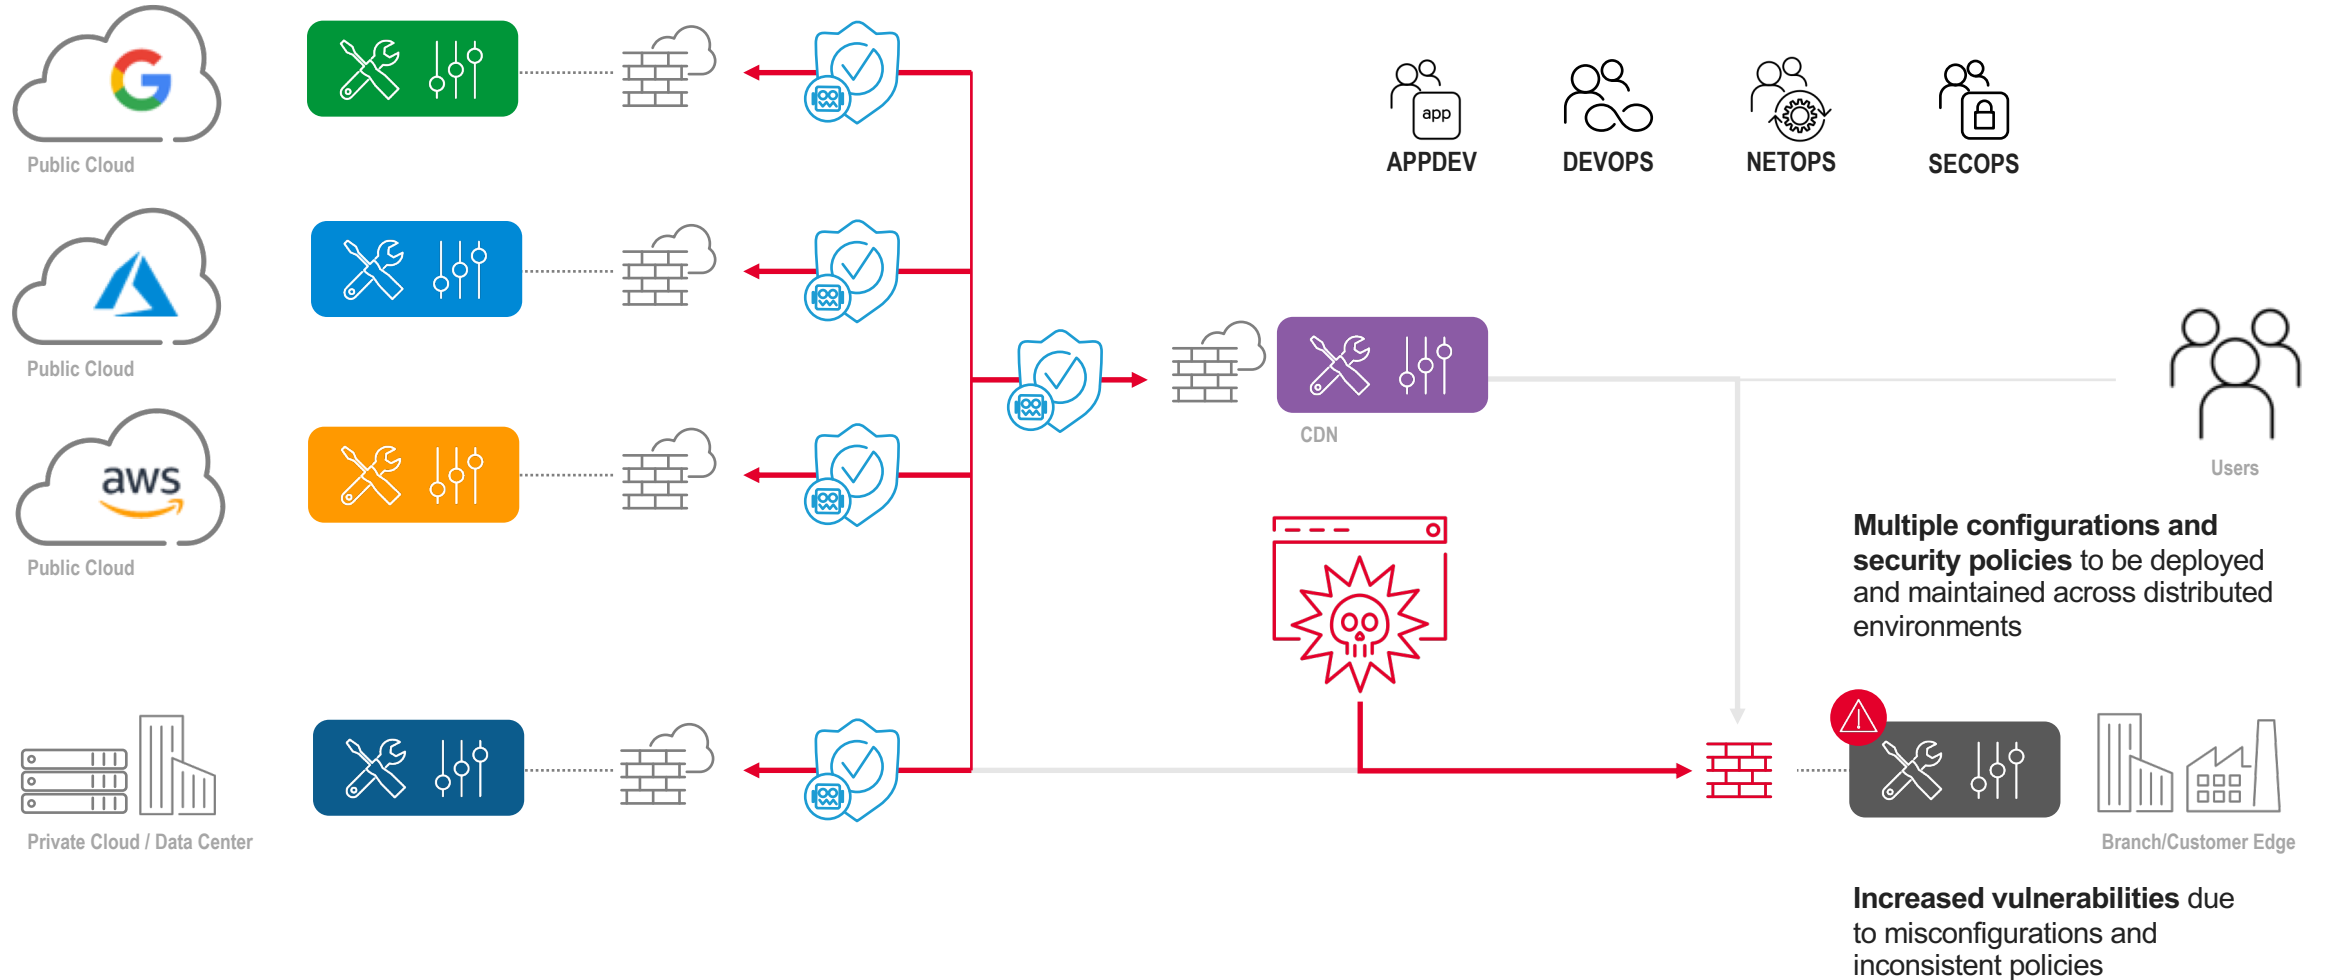 Public Cloud
app
APPDEV
DEVOPS
NETOPS
SECOPS
Public Cloud
CDN
Users
aws
Public Cloud
Multiple configurations and
security policies to be deployed
and maintained across distributed
environments
Private Cloud / Data Center
Branch/Customer Edge
Increased vulnerabilities due
to misconfigurations and
inconsistent policies